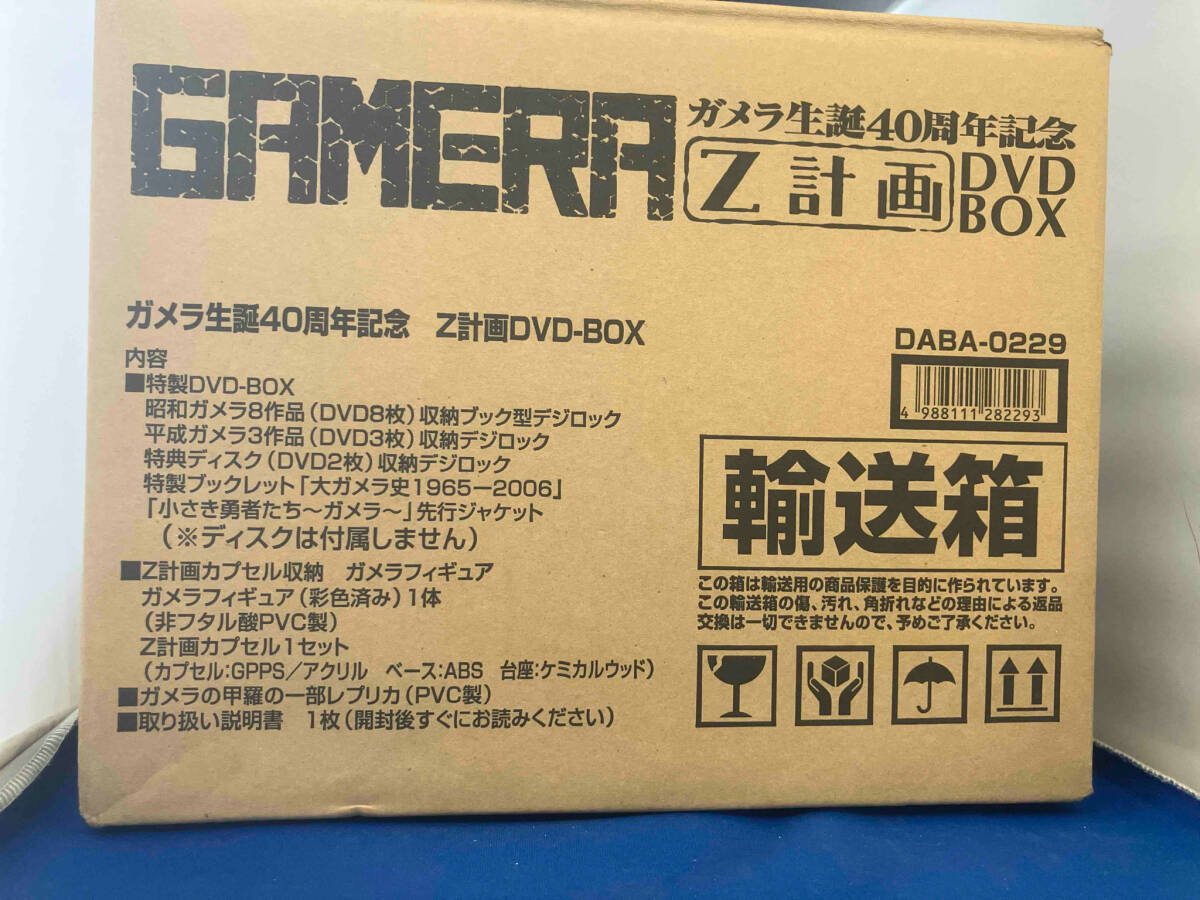 GAMERA
ガメラ生誕40周年記念
Z計画
DVD
BOX
ガメラ生誕40周年記念　Z計画DVD-BOX
内容
■特製DVD-BOX
昭和ガメラ8作品(DVD8枚)収納ブック型デジロック
平成ガメラ3作品(DVD3枚)収納デジロック
特典ディスク(DVD2枚)収納デジロック
特製ブックレット「大ガメラ史1965ー2006」
「小さき勇者たち〜ガメラ〜」先行ジャケット
(※ディスクは付属しません)
■Z計画カプセル収納　ガメラフィギュア
ガメラフィギュア(彩色済み)1体
(非フタル酸PVC製)
Z計画カプセル1セット
(カプセル:GPPS/アクリル　ベース:ABS　台座:ケミカルウッド)
■ガメラの甲羅の一部レプリカ(PVC製)
■取り扱い説明書　1枚(開封後すぐにお読みください)
DABA-0229
4 988111 282293
輸送箱
この箱は輸送用の商品保護を目的に作られています。
この輸送箱の傷、汚れ、角折れなどの理由による返品
交換は一切できませんので、予めご了承ください。